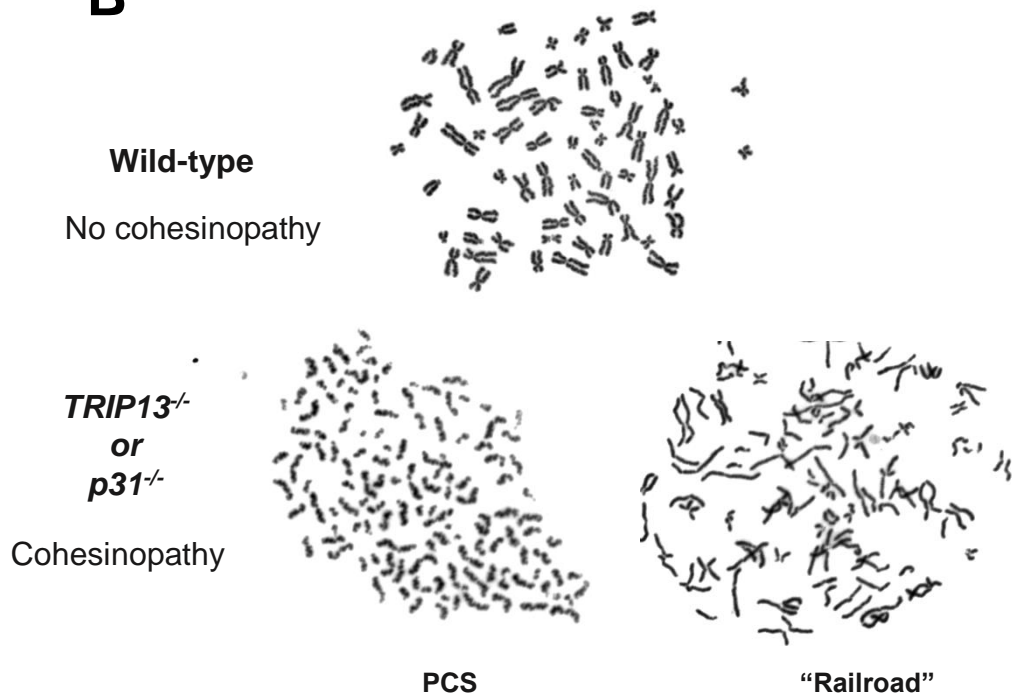 B
Wild-type
No cohesinopathy
TRIP13-/-
or
p31-/-
Cohesinopathy
PCS
“Railroad”